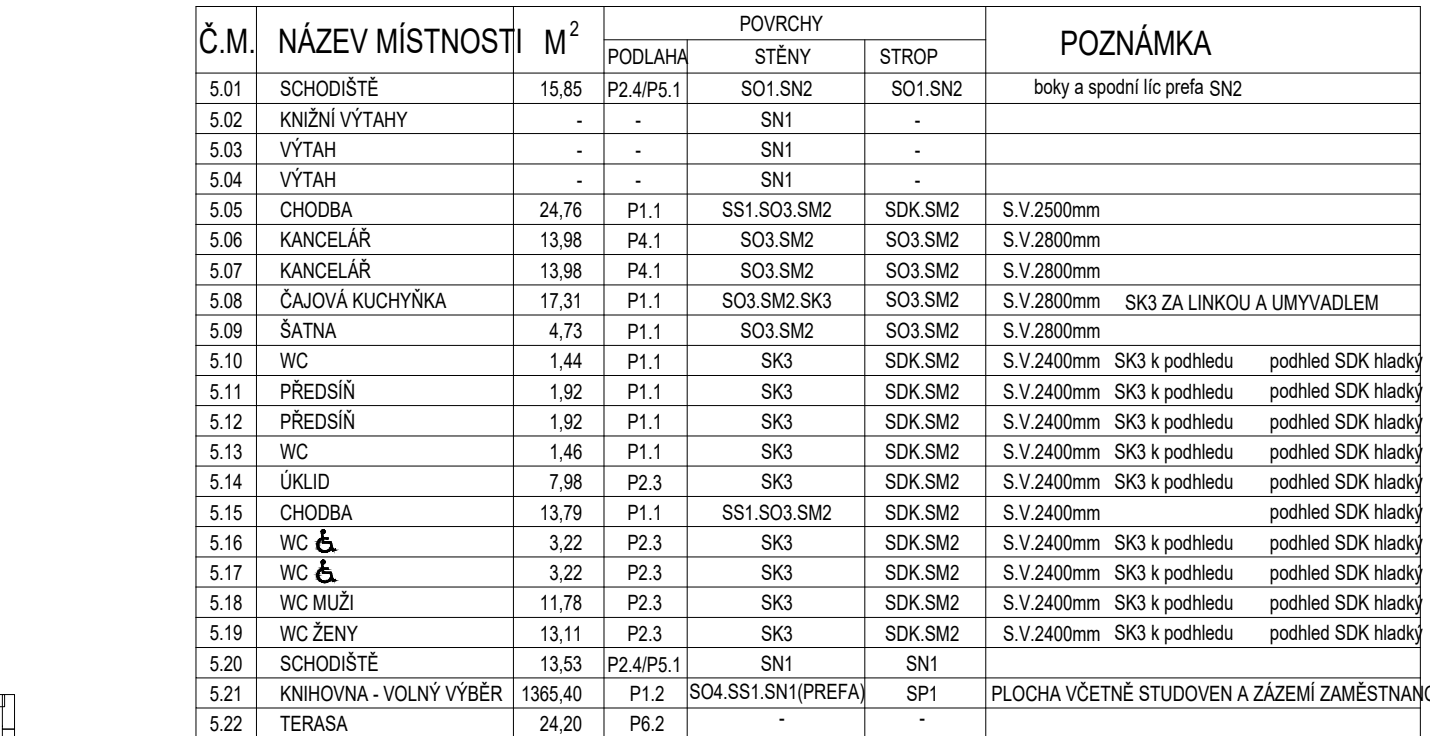 Č.M. NÁZEV MÍSTNOSTI M² POVRCHY POZNÁMKA
PODLAHA STĚNY STROP
5.01 SCHODIŠTĚ 15,85 P2.4/P5.1 SO1.SN2 SO1.SN2 boky a spodní líc prefa SN2
5.02 KNIŽNÍ VÝTAHY - - SN1 -
5.03 VÝTAH - - SN1 -
5.04 VÝTAH - - SN1 -
5.05 CHODBA 24,76 P1.1 SS1.SO3.SM2 SDK.SM2 S.V.2500mm
5.06 KANCELÁŘ 13,98 P4.1 SO3.SM2 SO3.SM2 S.V.2800mm
5.07 KANCELÁŘ 13,98 P4.1 SO3.SM2 SO3.SM2 S.V.2800mm
5.08 ČAJOVÁ KUCHYŇKA 17,31 P1.1 SO3.SM2.SK3 SO3.SM2 S.V.2800mm SK3 ZA LINKOU A UMYVADLEM
5.09 ŠATNA 4,73 P1.1 SO3.SM2 SO3.SM2 S.V.2800mm
5.10 WC 1,44 P1.1 SK3 SDK.SM2 S.V.2400mm SK3 k podhledu podhled SDK hladký
5.11 PŘEDSÍŇ 1,92 P1.1 SK3 SDK.SM2 S.V.2400mm SK3 k podhledu podhled SDK hladký
5.12 PŘEDSÍŇ 1,92 P1.1 SK3 SDK.SM2 S.V.2400mm SK3 k podhledu podhled SDK hladký
5.13 WC 1,46 P1.1 SK3 SDK.SM2 S.V.2400mm SK3 k podhledu podhled SDK hladký
5.14 ÚKLID 7,98 P2.3 SK3 SDK.SM2 S.V.2400mm SK3 k podhledu podhled SDK hladký
5.15 CHODBA 13,79 P1.1 SS1.SO3.SM2 SDK.SM2 S.V.2400mm podhled SDK hladký
5.16 WC 3,22 P2.3 SK3 SDK.SM2 S.V.2400mm SK3 k podhledu podhled SDK hladký
5.17 WC 3,22 P2.3 SK3 SDK.SM2 S.V.2400mm SK3 k podhledu podhled SDK hladký
5.18 WC MUŽI 11,78 P2.3 SK3 SDK.SM2 S.V.2400mm SK3 k podhledu podhled SDK hladký
5.19 WC ŽENY 13,11 P2.3 SK3 SDK.SM2 S.V.2400mm SK3 k podhledu podhled SDK hladký
5.20 SCHODIŠTĚ 13,53 P2.4/P5.1 SN1 SN1
5.21 KNIHOVNA - VOLNÝ VÝBĚR 1365,40 P1.2 SO4.SS1.SN1(PREFA) SP1 PLOCHA VČETNĚ STUDOVEN A ZÁZEMÍ
5.22 TERASA 24,20 P6.2 - -